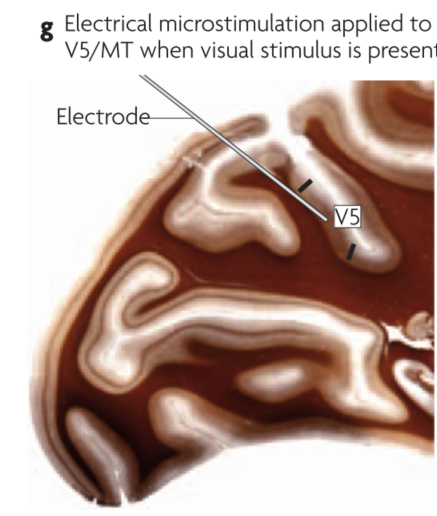 g Electrical microstimulation applied to
V5/MT when visual stimulus is present
Electrode
V5